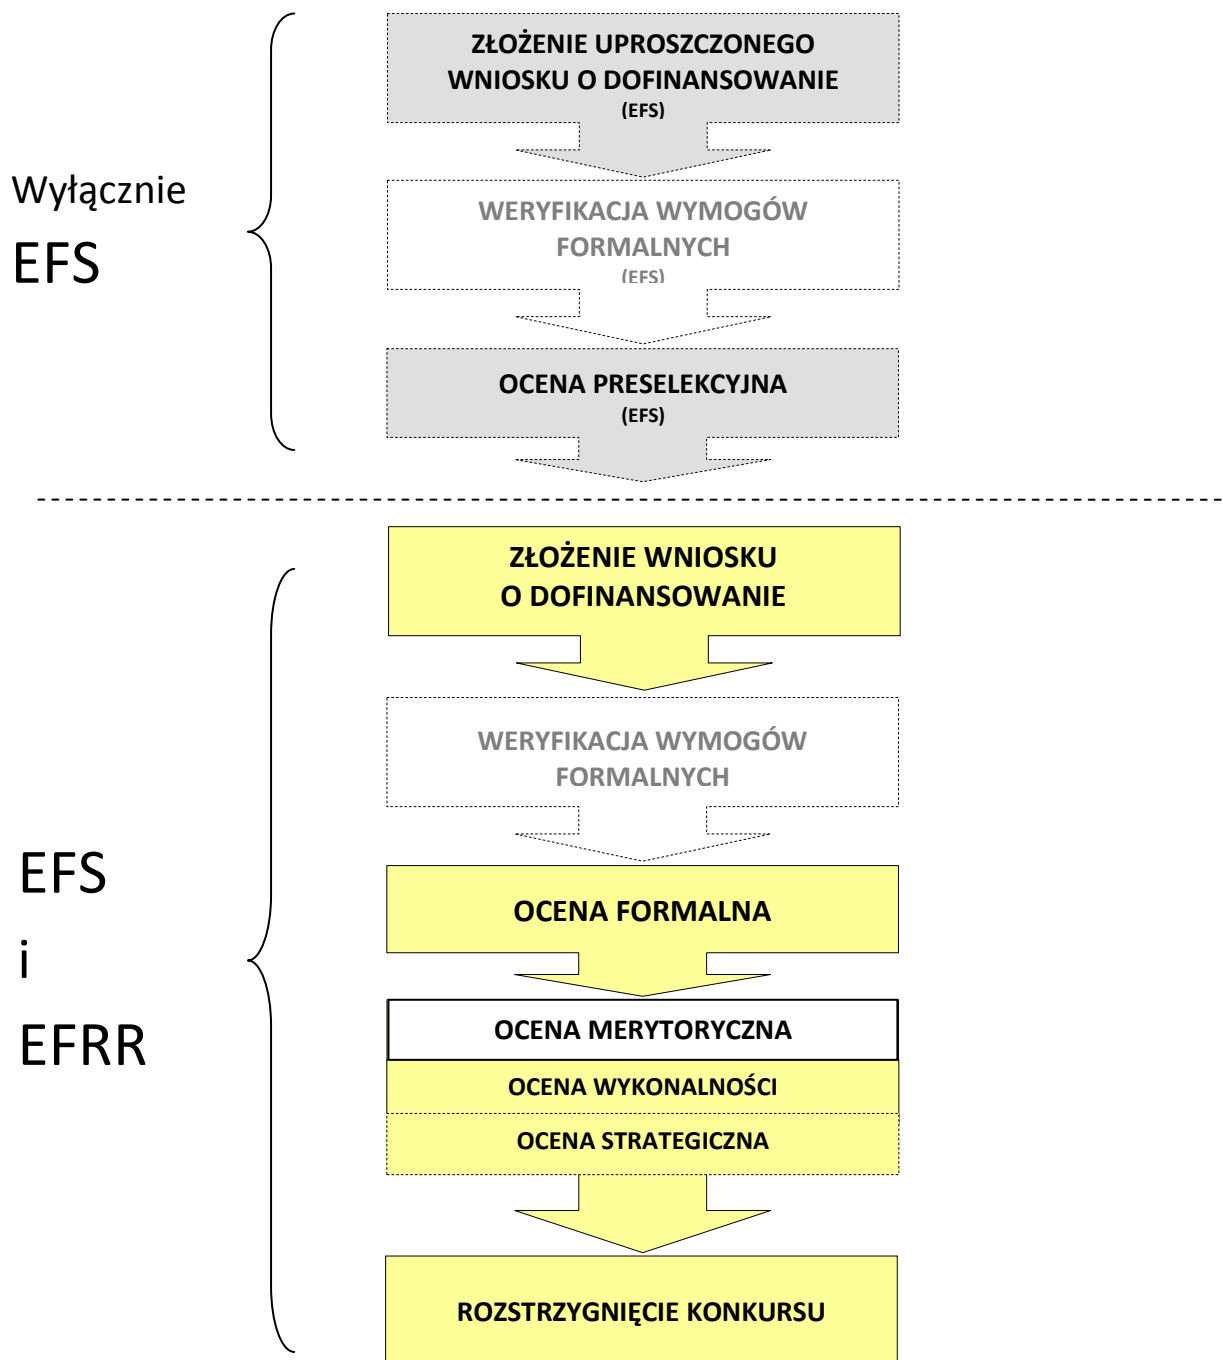 ZŁOŻENIE UPROSZCZONEGO
WNIOSKU O DOFINANSOWANIE
(EFS)
Wyłącznie
EFS
WERYFIKACJA WYMOGÓW
FORMALNYCH
(EFS)
OCENA PRESELEKCYJNA
(EFS)
ZŁOŻENIE WNIOSKU
O DOFINANSOWANIE
WERYFIKACJA WYMOGÓW
FORMALNYCH
EFS
i
EFRR
OCENA FORMALNA
OCENA MERYTORYCZNA
OCENA WYKONALNOŚCI
OCENA STRATEGICZNA
ROZSTRZYGNIĘCIE KONKURSU